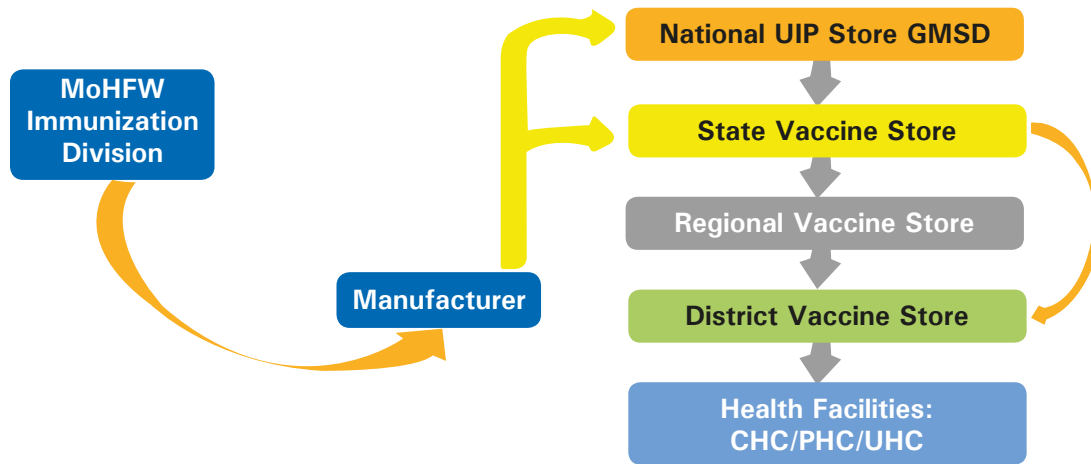 MoHFW
Immunization
Division
Manufacturer
National UIP Store GMSD
State Vaccine Store
Regional Vaccine Store
District Vaccine Store
Health Facilities:
CHC/PHC/UHC